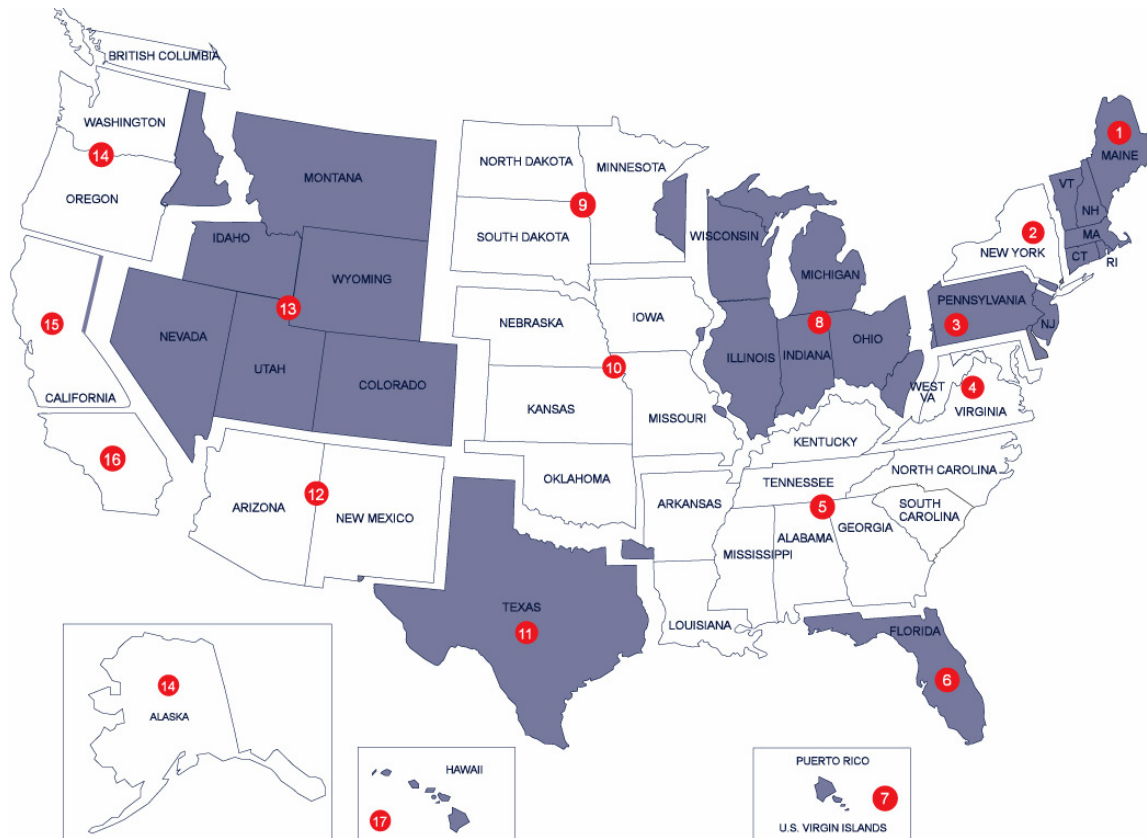 BRITISH COLUMBIA
WASHINGTON
14
OREGON
MONTANA
IDAHO
WYOMING
13
NEVADA
UTAH
COLORADO
15
CALIFORNIA
16
NORTH DAKOTA
MINNESOTA
9
SOUTH DAKOTA
NEBRASKA
IOWA
10
KANSAS
MISSOURI
OKLAHOMA
ARIZONA
12
NEW MEXICO
TEXAS
11
WISCONSIN
MICHIGAN
8
ILLINOIS
INDIANA
OHIO
1
MAINE
VT
NH
MA
CT
RI
2
NEW YORK
PENNSYLVANIA
3
NJ
WEST
VA
4
VIRGINIA
KENTUCKY
TENNESSEE
NORTH CAROLINA
5
SOUTH
CAROLINA
ARKANSAS
MISSISSIPPI
ALABAMA
GEORGIA
LOUISIANA
FLORIDA
6
14
ALASKA
HAWAII
17
PUERTO RICO
7
U.S. VIRGIN ISLANDS